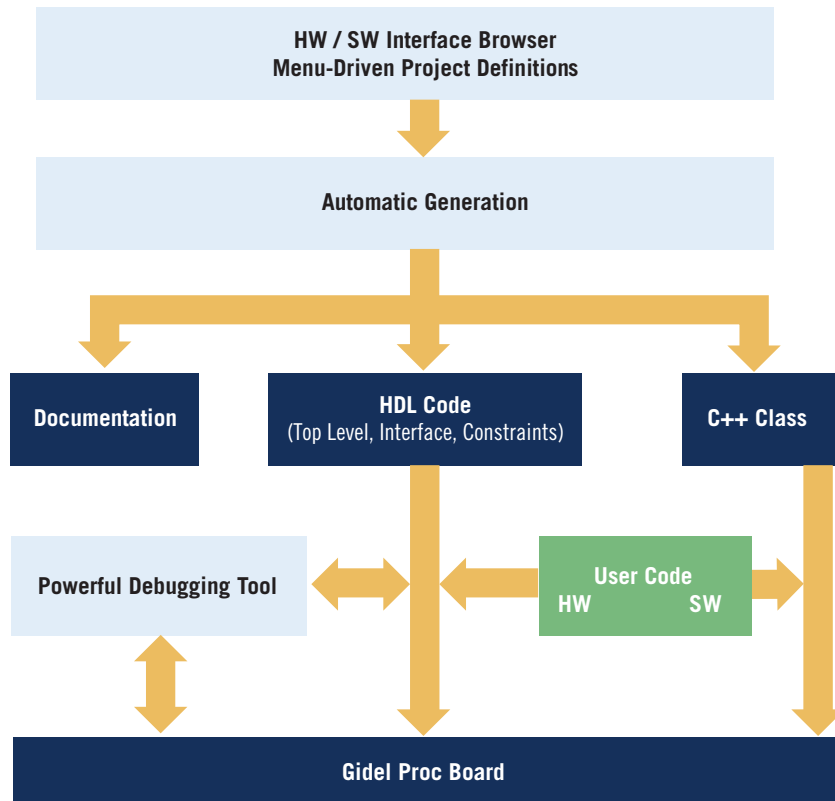 HW / SW Interface Browser
Menu-Driven Project Definitions
Automatic Generation
Documentation
HDL Code
(Top Level, Interface, Constraints)
C++ Class
Powerful Debugging Tool
User Code
HW SW
Gidel Proc Board